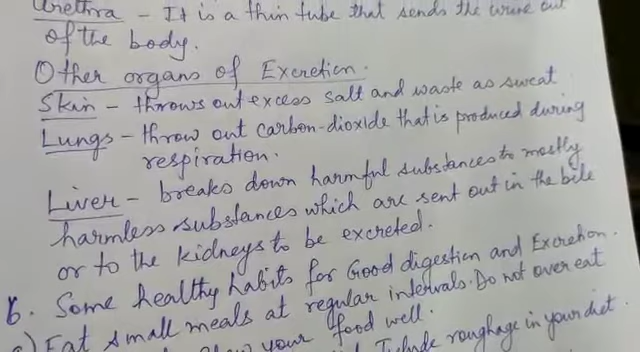 Urethra - It is a thin tube that sends the urine out
of the body.
Other organs of Excretion.
Skin - throws out excess salt and waste as sweat
Lungs - throw out carbon-dioxide that is produced during
respiration.
Liver - breaks down harmful substances to mostly
harmless substances which are sent out in the bile
or to the kidneys to be excreted.
6. Some healthy habits for Good digestion and Excretion.
a) Eat small meals at regular intervals. Do not over eat
your food well.
Include roughage in your diet.